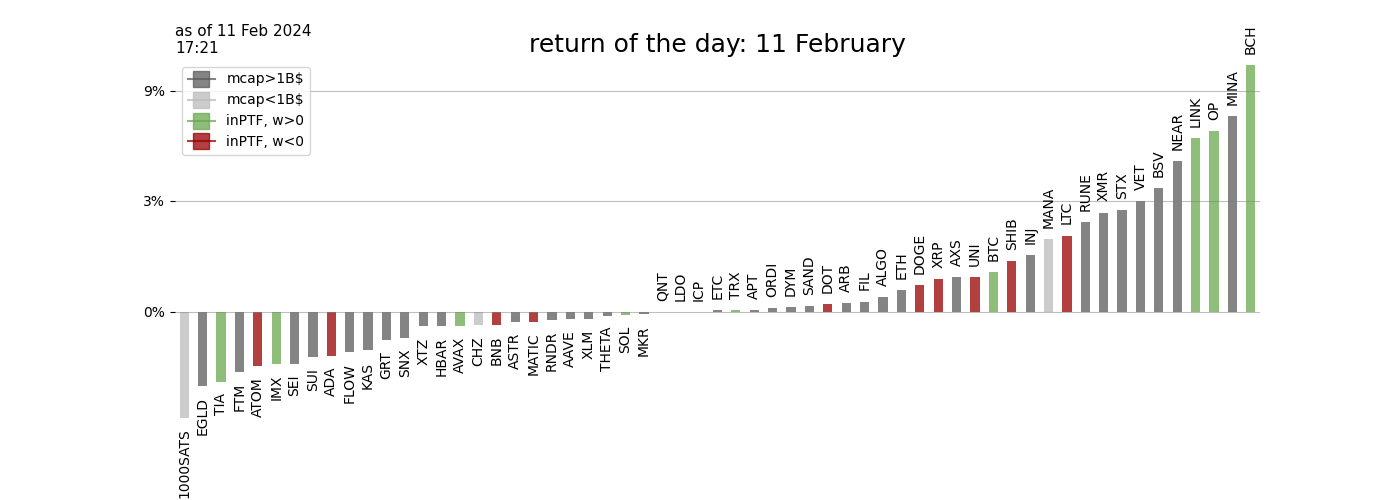 as of 11 Feb 2024
17:21
return of the day: 11 February
mcap>1B$
mcap<1B$
inPTF, w>0
inPTF, w<0
9%
3%
0%
1000SATS
EGLD
TIA
FTM
ATOM
IMX
SEI
SUI
ADA
FLOW
KAS
GRT
SNX
XTZ
HBAR
AVAX
CHZ
BNB
ASTR
MATIC
RNDR
AAVE
XLM
THETA
SOL
MKR
QNT
LDO
ICP
ETC
TRX
APT
ORDI
DYM
SAND
DOT
ARB
FIL
ALGO
ETH
DOGE
XRP
AXS
UNI
BTC
SHIB
INJ
MANA
LTC
RUNE
XMR
STX
VET
BSV
NEAR
LINK
OP
MINA
BCH